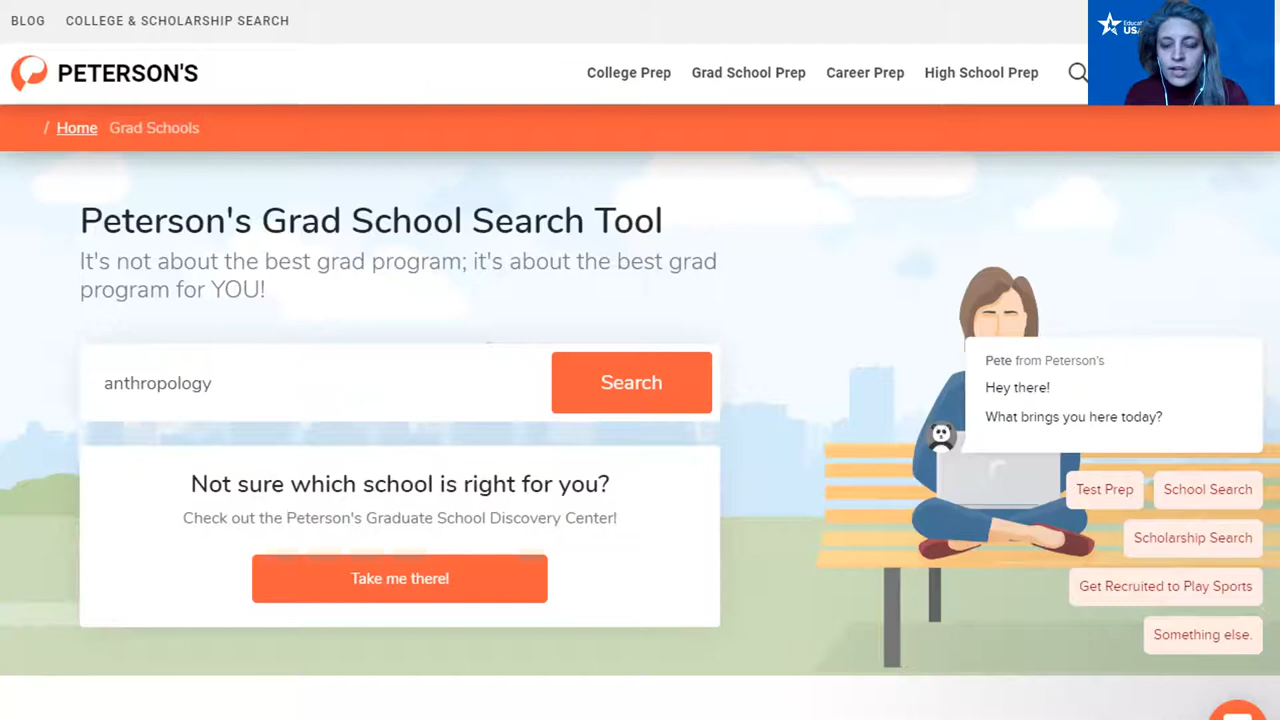 BLOG COLLEGE & SCHOLARSHIP SEARCH
PETERSON'S
College Prep Grad School Prep Career Prep High School Prep
USA
/ Home Grad Schools
Peterson's Grad School Search Tool
It's not about the best grad program; it's about the best grad
program for YOU!
anthropology
Search
Not sure which school is right for you?
Check out the Peterson's Graduate School Discovery Center!
Take me there!
Pete from Peterson's
Hey there!
What brings you here today?
Test Prep School Search
Scholarship Search
Get Recruited to Play Sports
Something else.